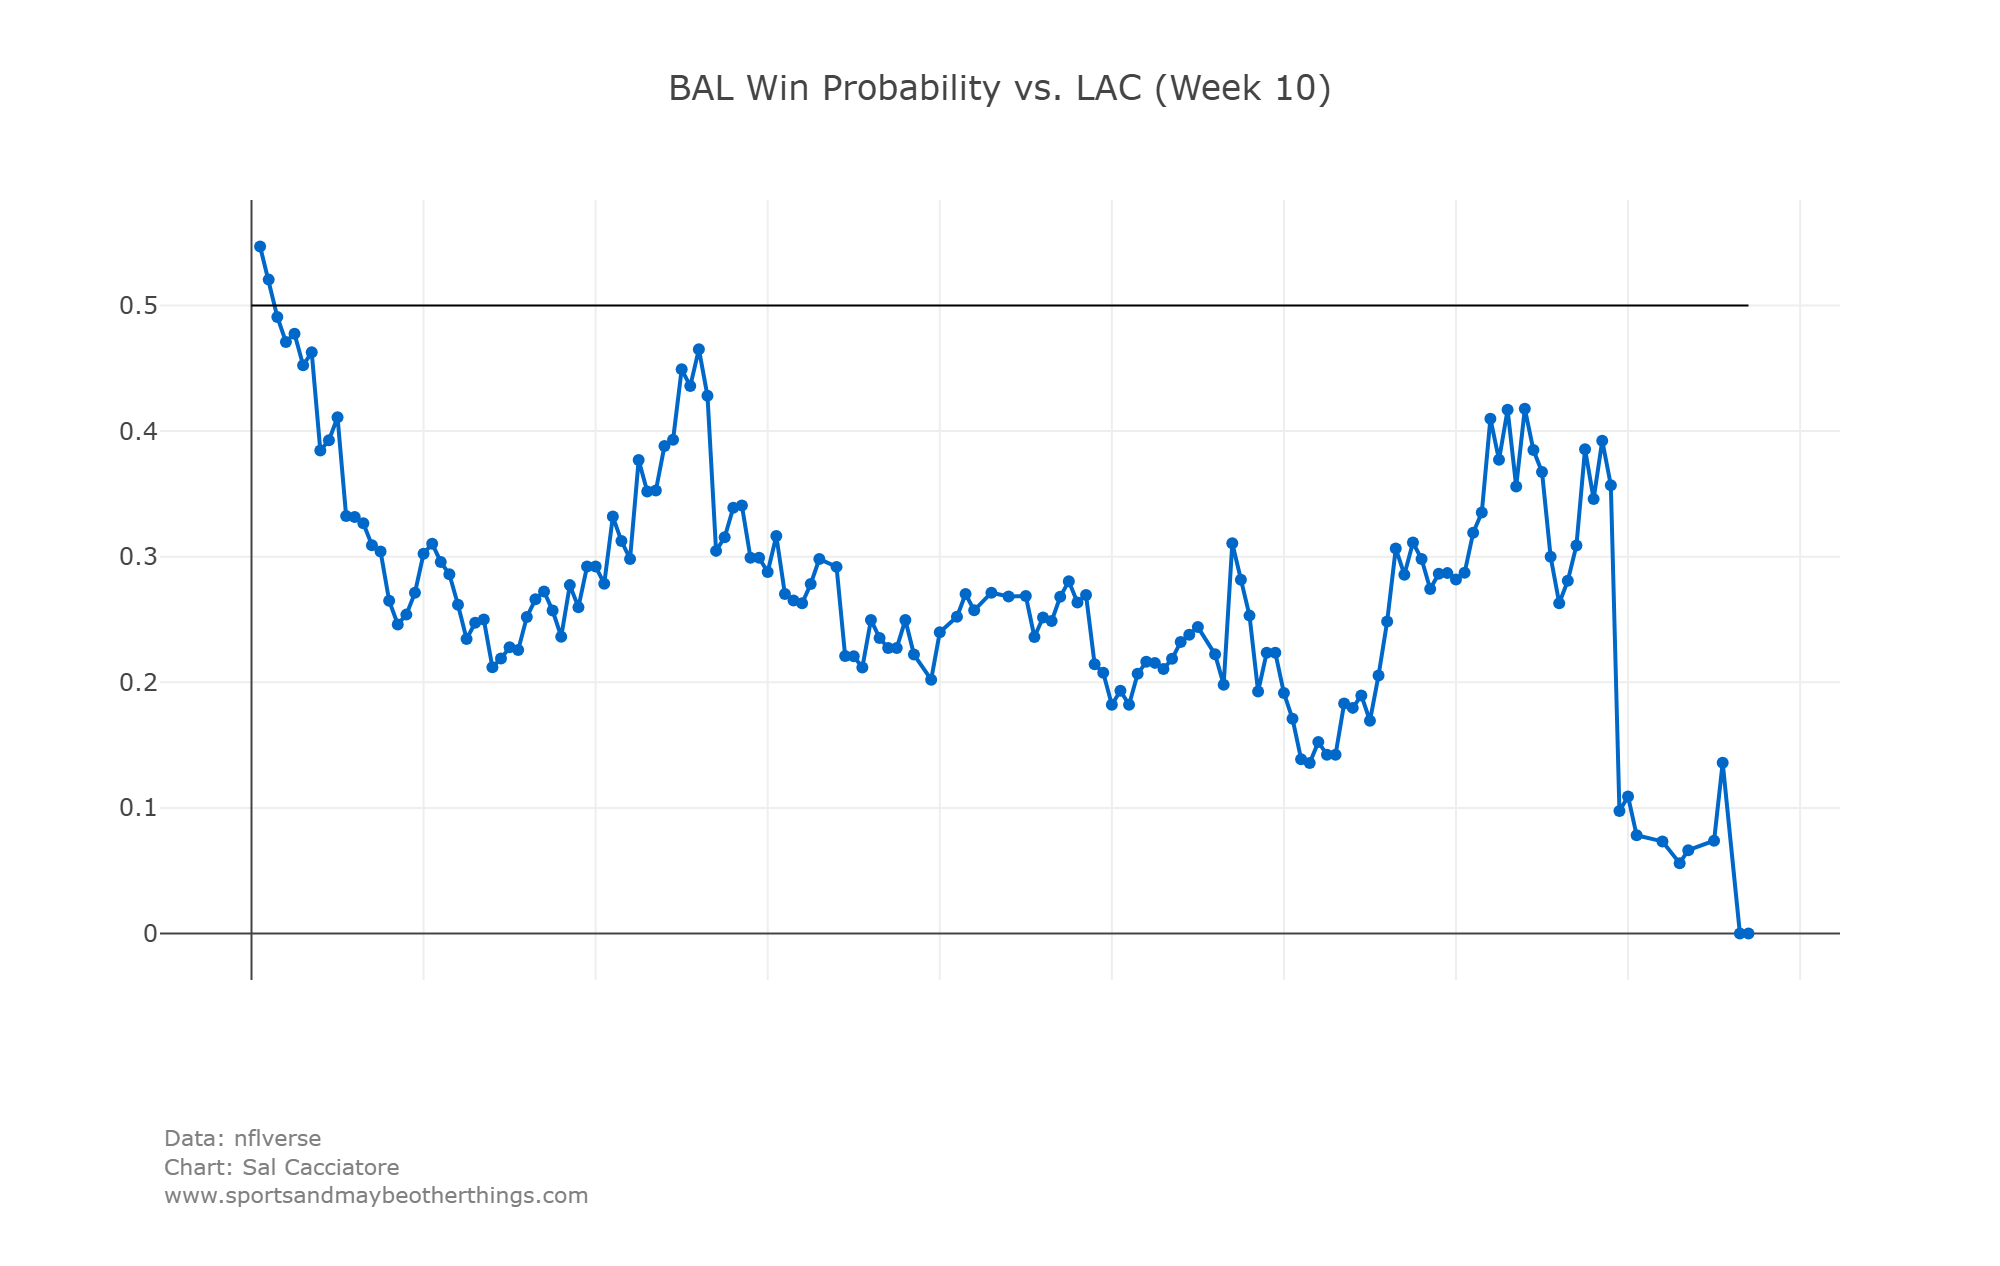 BAL Win Probability vs. LAC (Week 10)
0.5
0.4
0.3
0.2
0.1
0
Data: nflverse
Chart: Sal Cacciatore
www.sportsandmaybeotherthings.com